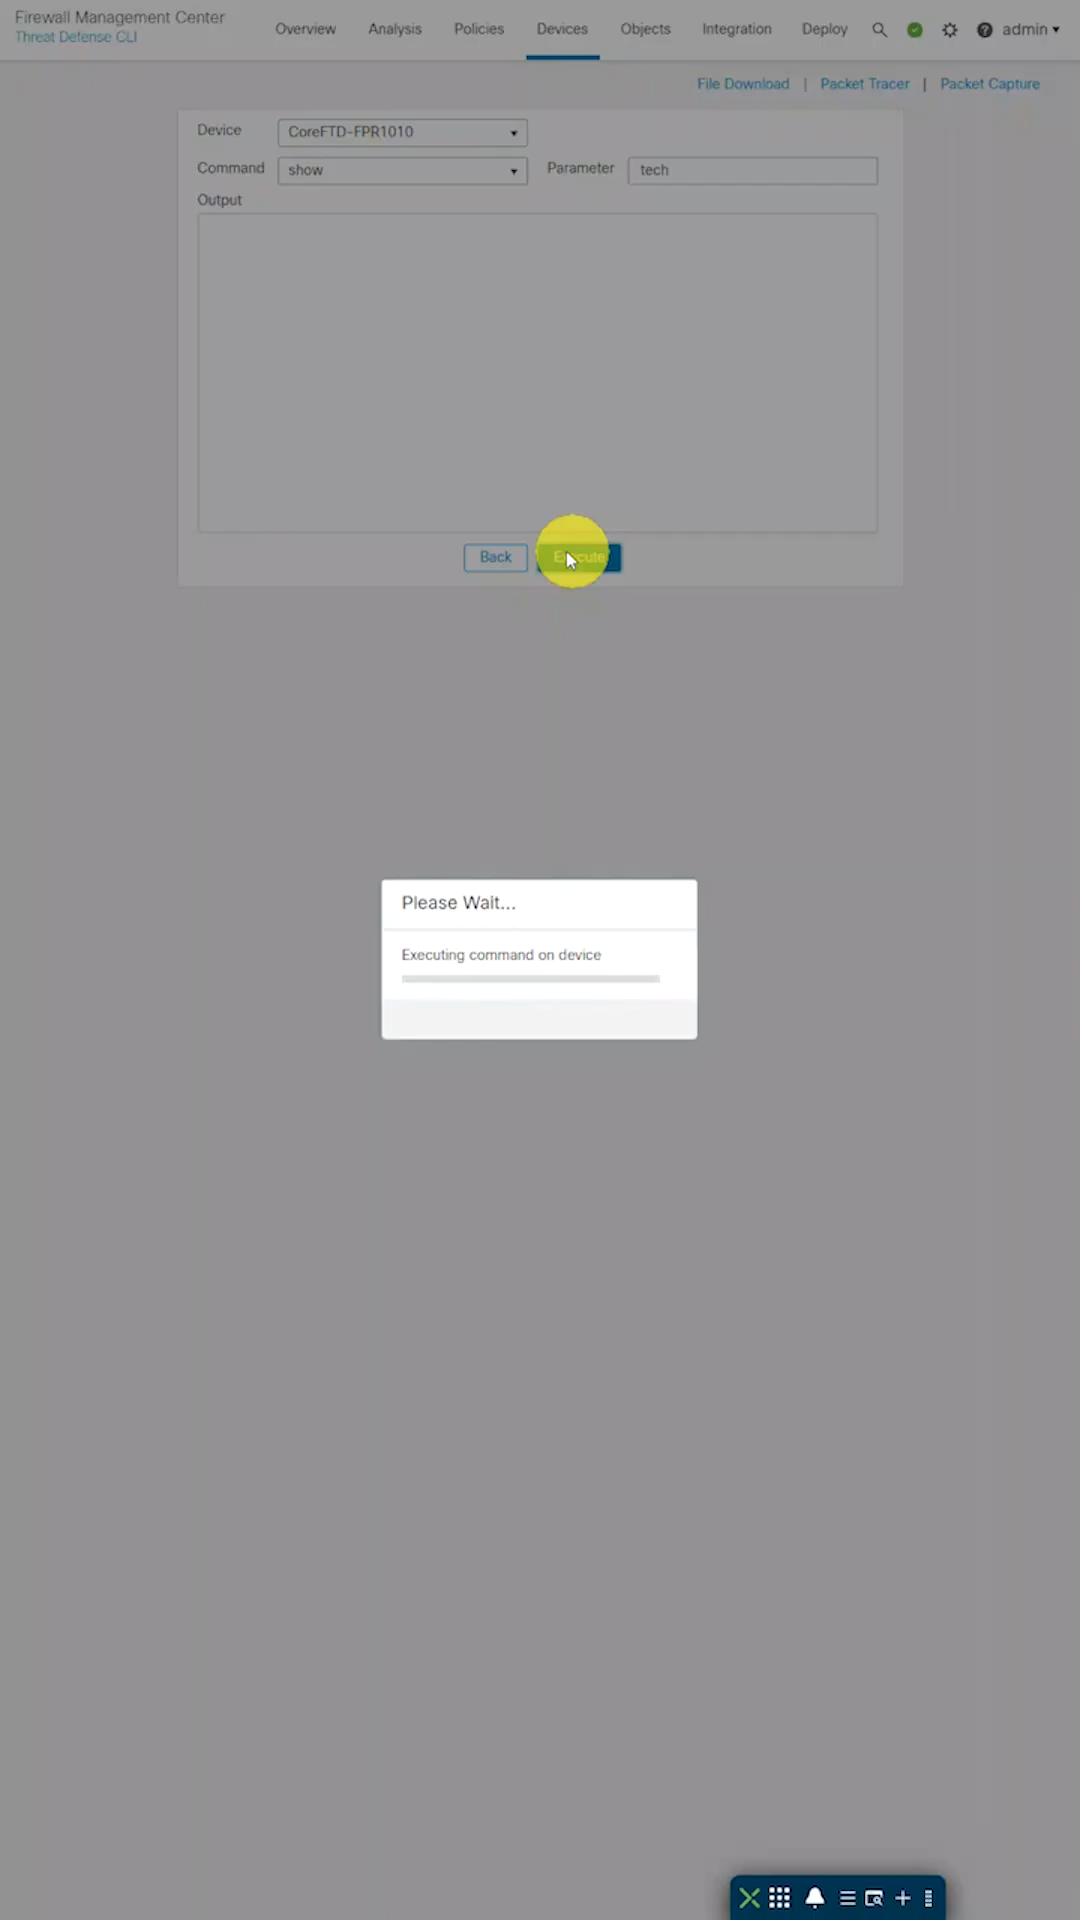 Firewall Management Center
Threat Defense CLI
Overview Analysis Policies Devices Objects Integration Deploy admin
File Download | Packet Tracer | Packet Capture
Device CoreFTD-FPR1010
Command show Parameter tech
Output
Back Execute
Please Wait...
Executing command on device